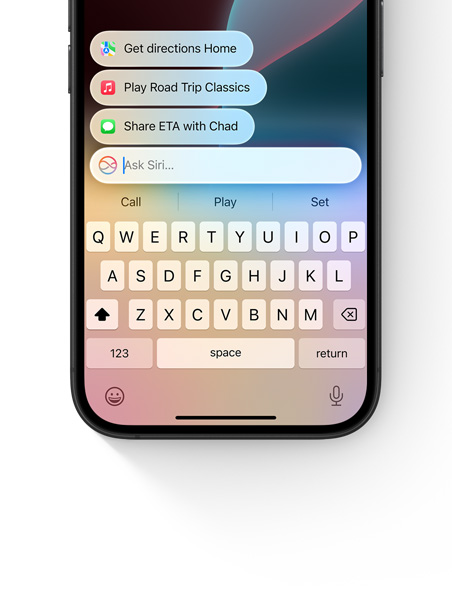 Get directions Home
Play Road Trip Classics
Share ETA with Chad
Ask Siri...
Call Play Set
Q W E R T Y U I O P
A S D F G H J K L
Z X C V B N M
123 space return